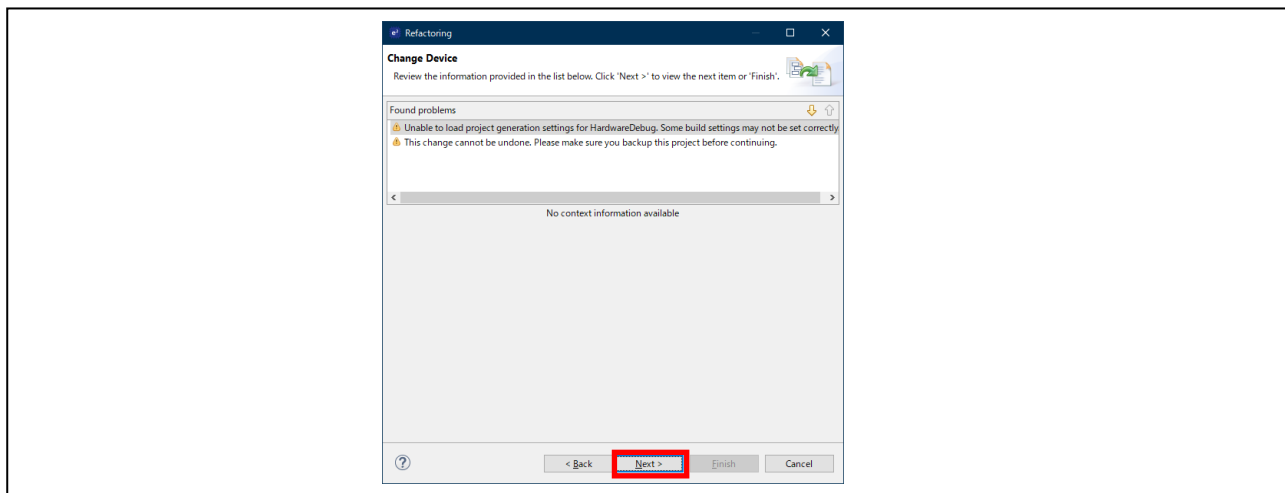 e² Refactoring
Change Device
Review the information provided in the list below. Click 'Next >' to view the next item or 'Finish'.
Found problems
Unable to load project generation settings for HardwareDebug. Some build settings may not be set correctly
This change cannot be undone. Please make sure you backup this project before continuing.
No context information available
? < Back Next > Finish Cancel